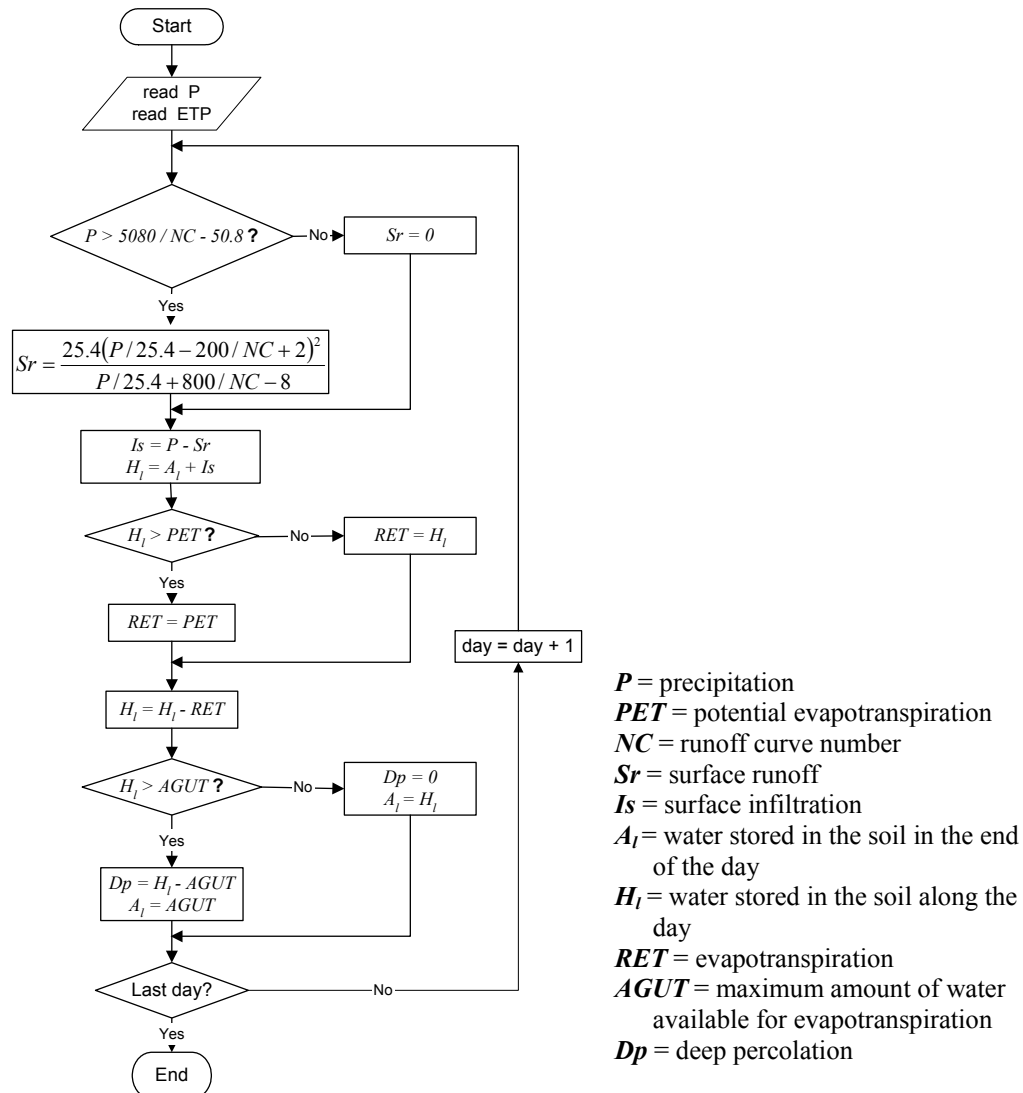 Start
read P
read ETP
P > 5080 / NC - 50.8 ?
No
Sr = 0
Yes
Sr = 25.4(P / 25.4 − 200 / NC + 2)² / P / 25.4 + 800 / NC − 8
Is = P - Sr
Hl = Al + Is
Hl > PET ?
No
RET = Hl
Yes
RET = PET
day = day + 1
Hl = Hl - RET
Hl > AGUT ?
No
Dp = 0
Al = Hl
Yes
Dp = Hl - AGUT
Al = AGUT
Last day?
No
Yes
End
P = precipitation
PET = potential evapotranspiration
NC = runoff curve number
Sr = surface runoff
Is = surface infiltration
Al = water stored in the soil in the end
of the day
Hl = water stored in the soil along the
day
RET = evapotranspiration
AGUT = maximum amount of water
available for evapotranspiration
Dp = deep percolation